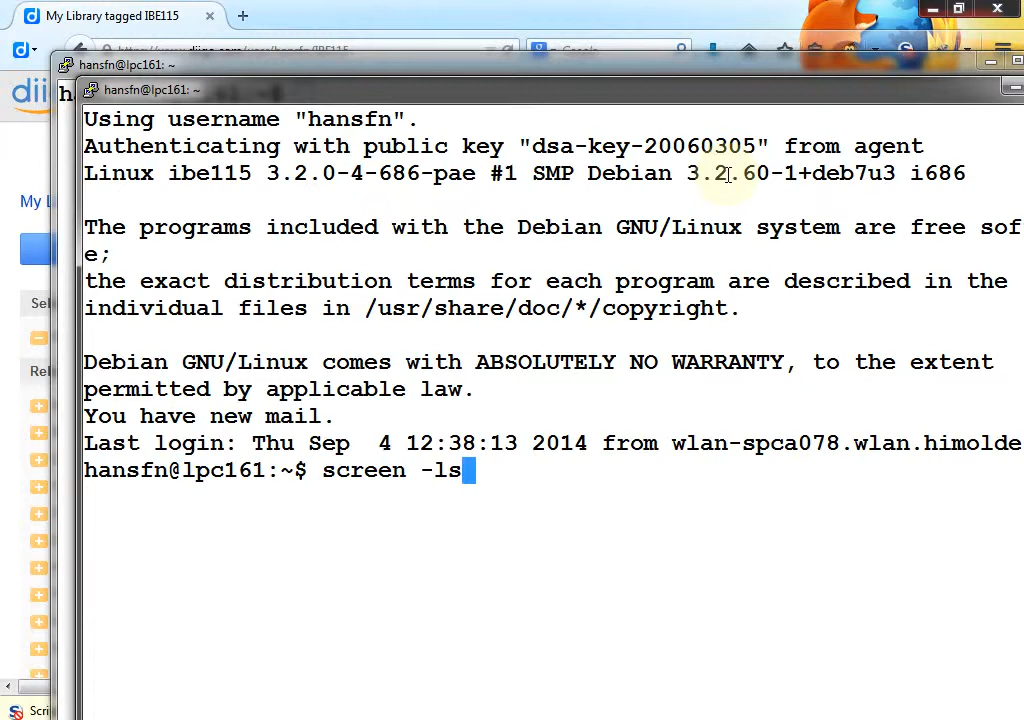 My Library tagged IBE115
hansfn@lpc161: ~
hansfn@lpc161: ~
Using username "hansfn".
Authenticating with public key "dsa-key-20060305" from agent
Linux ibe115 3.2.0-4-686-pae #1 SMP Debian 3.2.60-1+deb7u3 i686
The programs included with the Debian GNU/Linux system are free sof
e;
the exact distribution terms for each program are described in the
individual files in /usr/share/doc/*/copyright.
Debian GNU/Linux comes with ABSOLUTELY NO WARRANTY, to the extent
permitted by applicable law.
You have new mail.
Last login: Thu Sep  4 12:38:13 2014 from wlan-spca078.wlan.himolde
hansfn@lpc161:~$ screen -ls
dii
My L
Sel
Rel
Scri